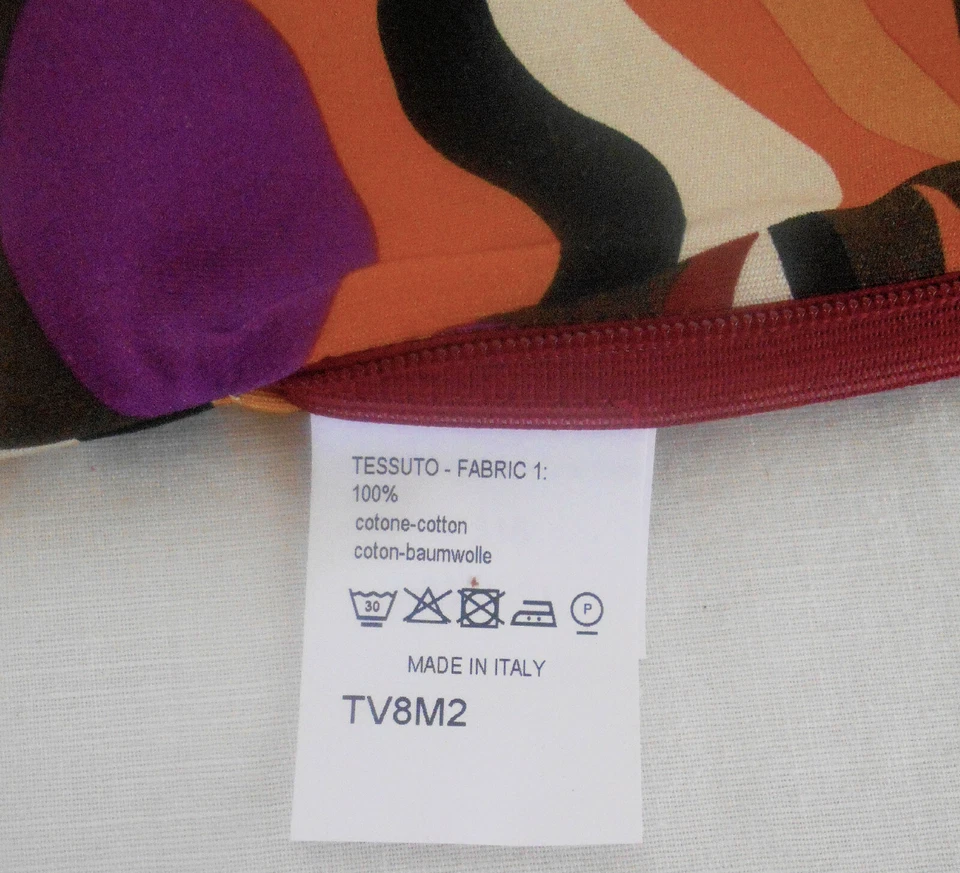 TESSUTO - FABRIC 1:
100%
cotone-cotton
coton-baumwolle
30 P
MADE IN ITALY
TV8M2